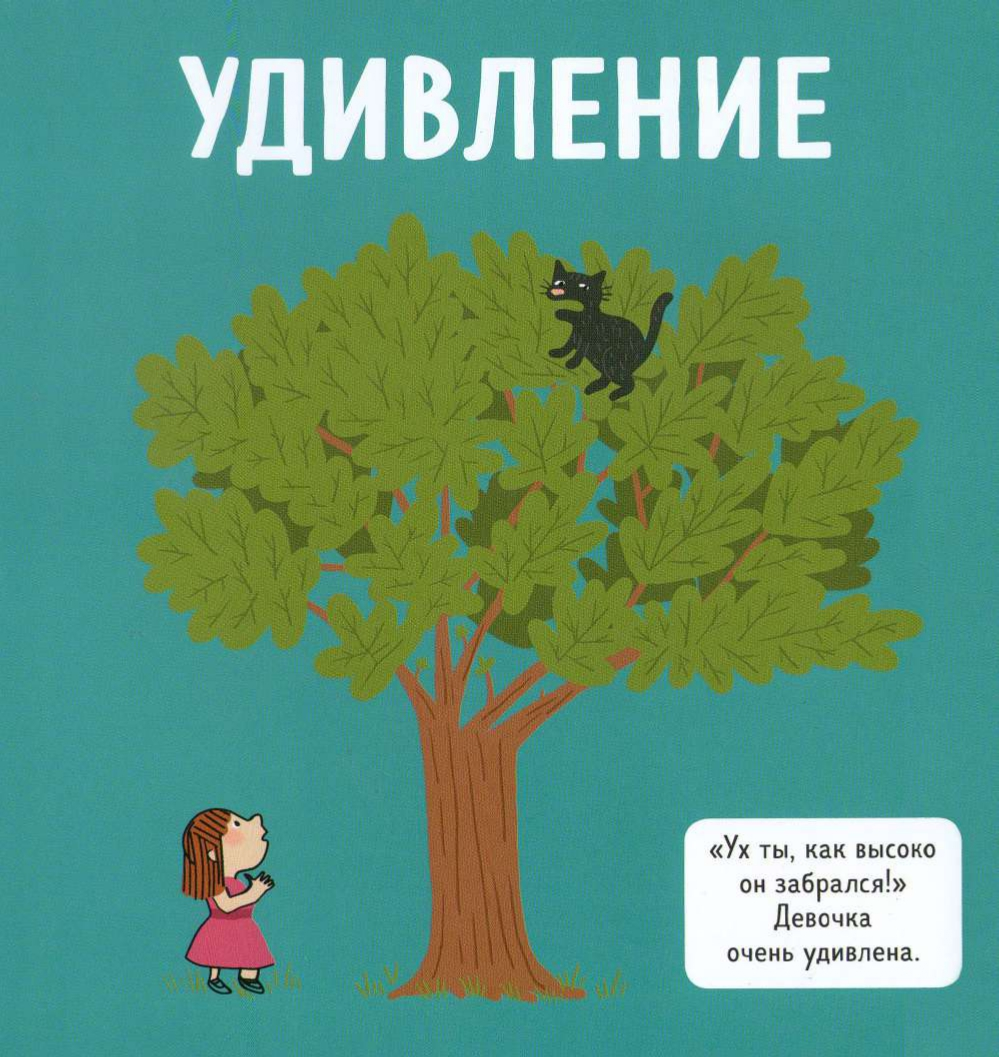 УДИВЛЕНИЕ
«Ух ты, как высоко
он забрался!»
Девочка
очень удивлена.